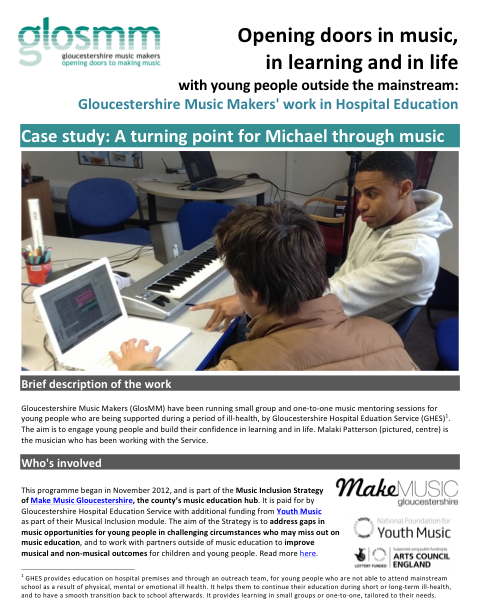 glosmm
gloucestershire music makers
opening doors to making music
Opening doors in music,
in learning and in life
with young people outside the mainstream:
Gloucestershire Music Makers' work in Hospital Education
Case study: A turning point for Michael through music
Brief description of the work
Gloucestershire Music Makers (GlosMM) have been running small group and one-to-one music mentoring sessions for
young people who are being supported during a period of ill-health, by Gloucestershire Hospital Eduation Service (GHES)1.
The aim is to engage young people and build their confidence in learning and in life. Malaki Patterson (pictured, centre) is
the musician who has been working with the Service.
Who's involved
This programme began in November 2012, and is part of the Music Inclusion Strategy
of Make Music Gloucestershire, the county's music education hub. It is paid for by
Gloucestershire Hospital Education Service with additional funding from Youth Music
as part of their Musical Inclusion module. The aim of the Strategy is to address gaps in
music opportunities for young people in challenging circumstances who may miss out on
music education, and to work with partners outside of music education to improve
musical and non-musical outcomes for children and young people. Read more here.
MakeMUSIC
gloucestershire
National Foundation for
Youth Music
LOTTERY FUNDED
Supported using public funding by
ARTS COUNCIL
ENGLAND
1 GHES provides education on hospital premises and through an outreach team, for young people who are not able to attend mainstream
school as a result of physical, mental or emotional ill health. It helps them to continue their education during short or long-term ill-health,
and to have a smooth transition back to school afterwards. It provides learning in small groups or one-to-one, tailored to their needs.